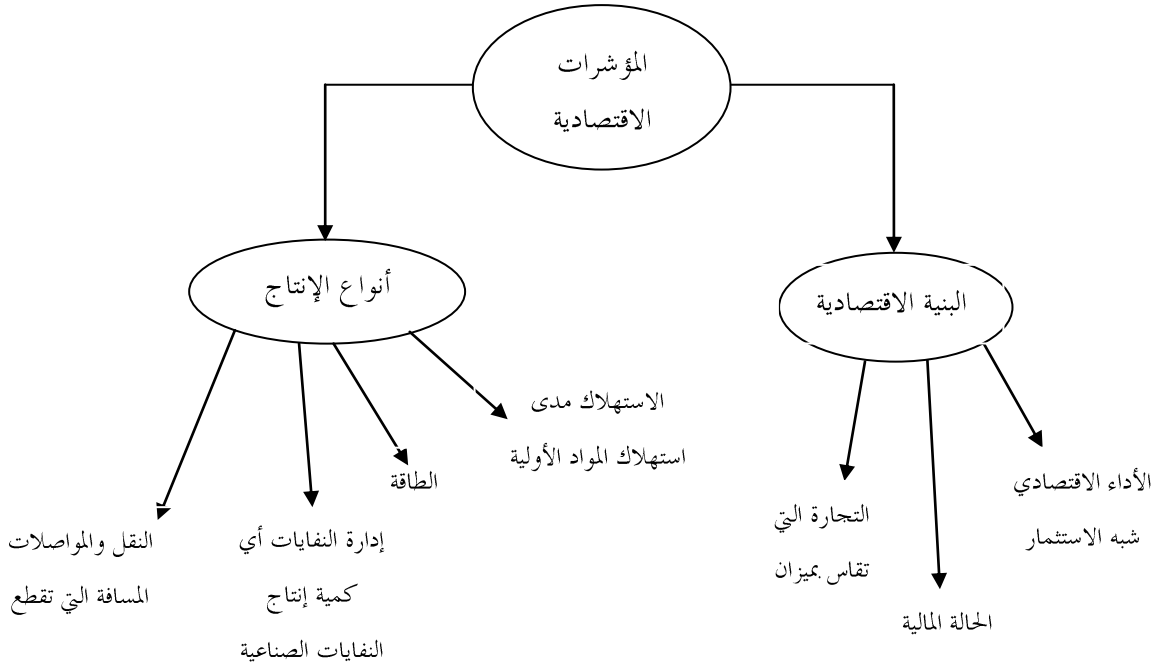 المؤشرات
الاقتصادية
البنية الاقتصادية
الأداء الاقتصادي
شبه الاستثمار
الحالة المالية
التجارة التي
تقاس بميزان
أنواع الإنتاج
الاستهلاك مدى
استهلاك المواد الأولية
الطاقة
إدارة النفايات أي
كمية إنتاج
النفايات الصناعية
النقل والمواصلات
المسافة التي تقطع